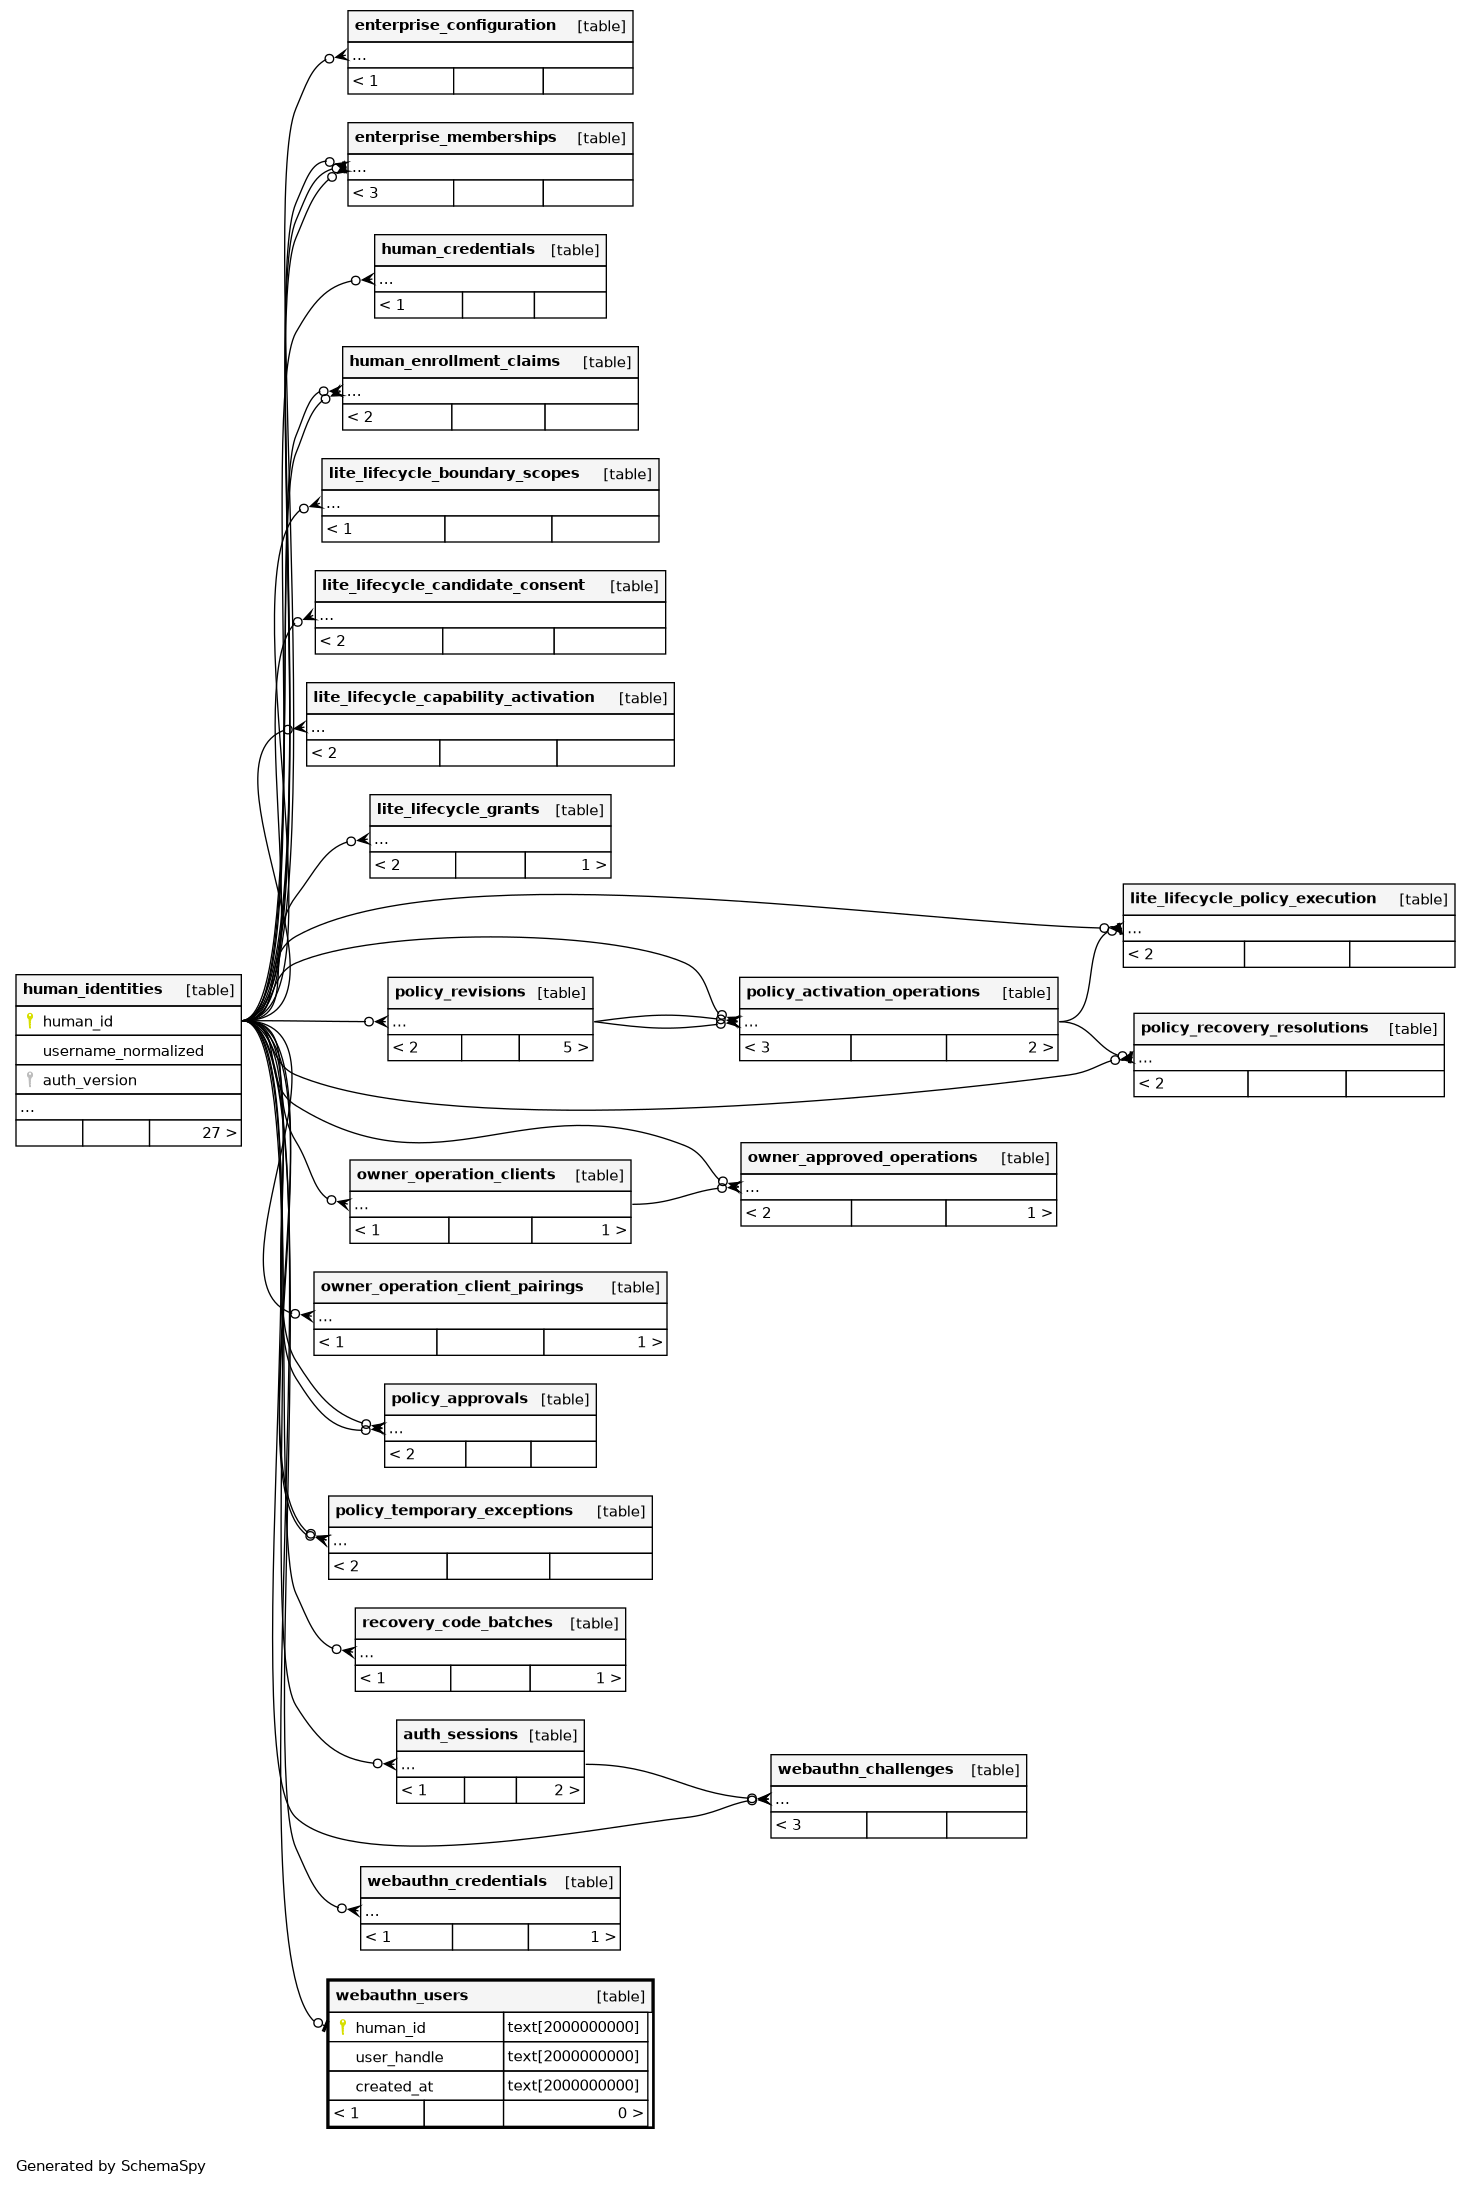 enterprise_configuration [table]
...
< 1
enterprise_memberships [table]
...
< 3
human_credentials [table]
...
< 1
human_enrollment_claims [table]
...
< 2
lite_lifecycle_boundary_scopes [table]
...
< 1
lite_lifecycle_candidate_consent [table]
...
< 2
lite_lifecycle_capability_activation [table]
...
< 2
lite_lifecycle_grants [table]
...
< 2 1 >
lite_lifecycle_policy_execution [table]
...
< 2
human_identities [table]
human_id
username_normalized
auth_version
...
27 >
policy_revisions [table]
...
< 2 5 >
policy_activation_operations [table]
...
< 3 2 >
policy_recovery_resolutions [table]
...
< 2
owner_operation_clients [table]
...
< 1 1 >
owner_approved_operations [table]
...
< 2 1 >
owner_operation_client_pairings [table]
...
< 1 1 >
policy_approvals [table]
...
< 2
policy_temporary_exceptions [table]
...
< 2
recovery_code_batches [table]
...
< 1 1 >
auth_sessions [table]
...
< 1 2 >
webauthn_challenges [table]
...
< 3
webauthn_credentials [table]
...
< 1 1 >
webauthn_users [table]
human_id text[2000000000]
user_handle text[2000000000]
created_at text[2000000000]
< 1 0 >
Generated by SchemaSpy